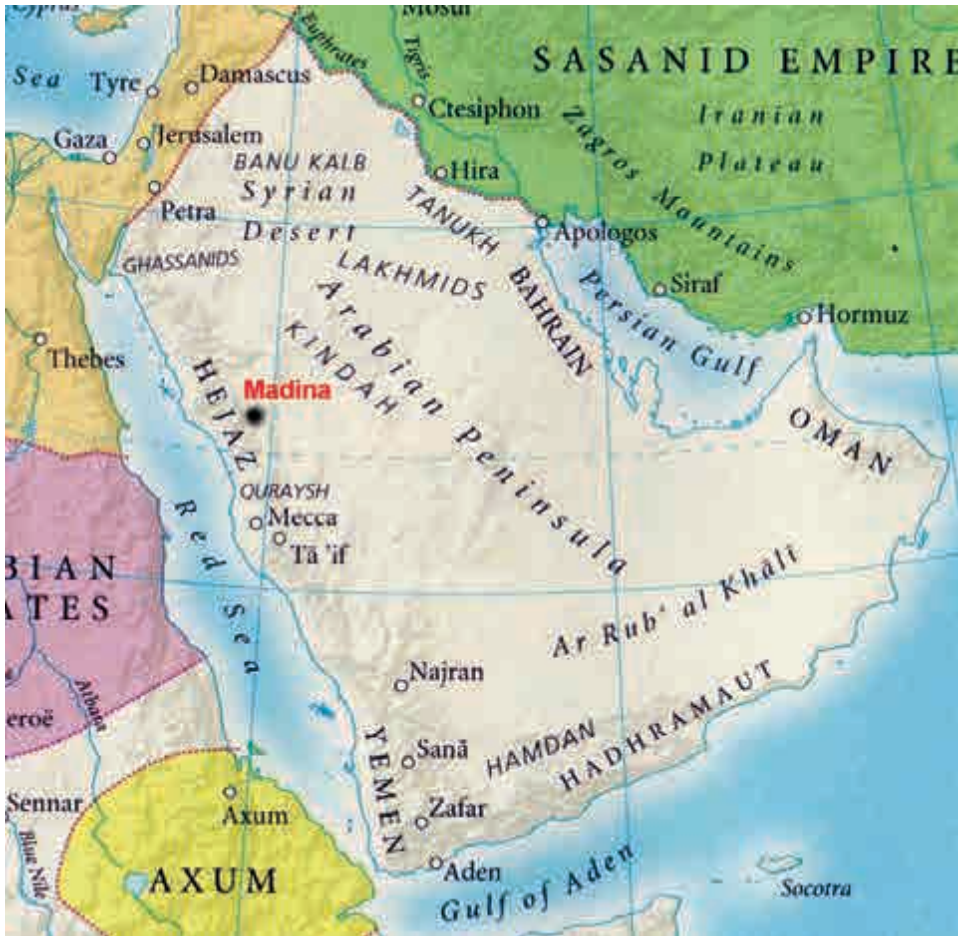 Cyprus
Mosul
Euphrates
Tigris
SASANID EMPIRE
Sea
Tyre
Damascus
Ctesiphon
Iranian
Plateau
Zagros Mountains
Gaza
Jerusalem
BANU KALB
Hira
Syrian
Desert
Petra
TANUKH
Apologos
GHASSANIDS
LAKHMIDS
BAHRAIN
Persian Gulf
Siraf
Hormuz
Thebes
KINDAH
Arabian Peninsula
HEJAZ
Madina
OMAN
QURAYSH
Mecca
Tā 'if
Red Sea
BIAN
ATES
Ar Rub' al Khāli
Najran
Atbara
eroë
YEMEN
Sanā
HAMDAN
HADHRAMAUT
Sennar
Axum
Zafar
Blue Nile
AXUM
Aden
Gulf of Aden
Socotra